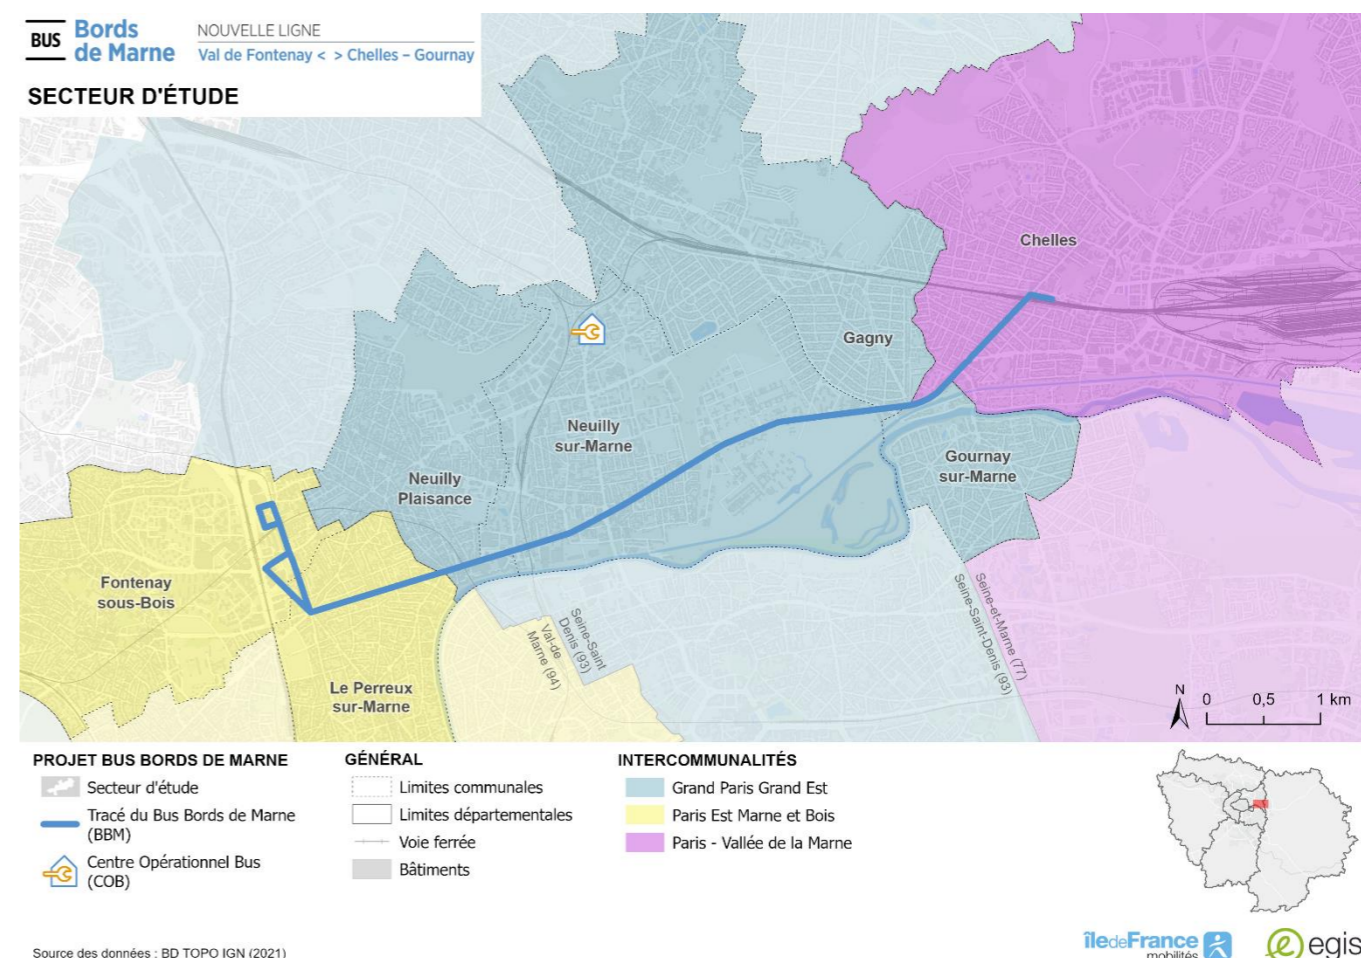 BUS
Bords
de Marne
NOUVELLE LIGNE
Val de Fontenay < > Chelles – Gournay
SECTEUR D'ÉTUDE
Chelles
Gagny
Neuilly
sur-Marne
Neuilly
Plaisance
Gournay
sur-Marne
Fontenay
sous-Bois
Le Perreux
sur-Marne
Seine-Saint
Denis (93)
Val-de
Marne (94)
Seine-et-Marne (77)
Seine-Saint-Denis (93)
N
0 0,5 1 km
PROJET BUS BORDS DE MARNE
Secteur d'étude
Tracé du Bus Bords de Marne
(BBM)
Centre Opérationnel Bus
(COB)
GÉNÉRAL
Limites communales
Limites départementales
Voie ferrée
Bâtiments
INTERCOMMUNALITÉS
Grand Paris Grand Est
Paris Est Marne et Bois
Paris - Vallée de la Marne
Source des données : BD TOPO IGN (2021)
îledeFrance
mobilités
egis